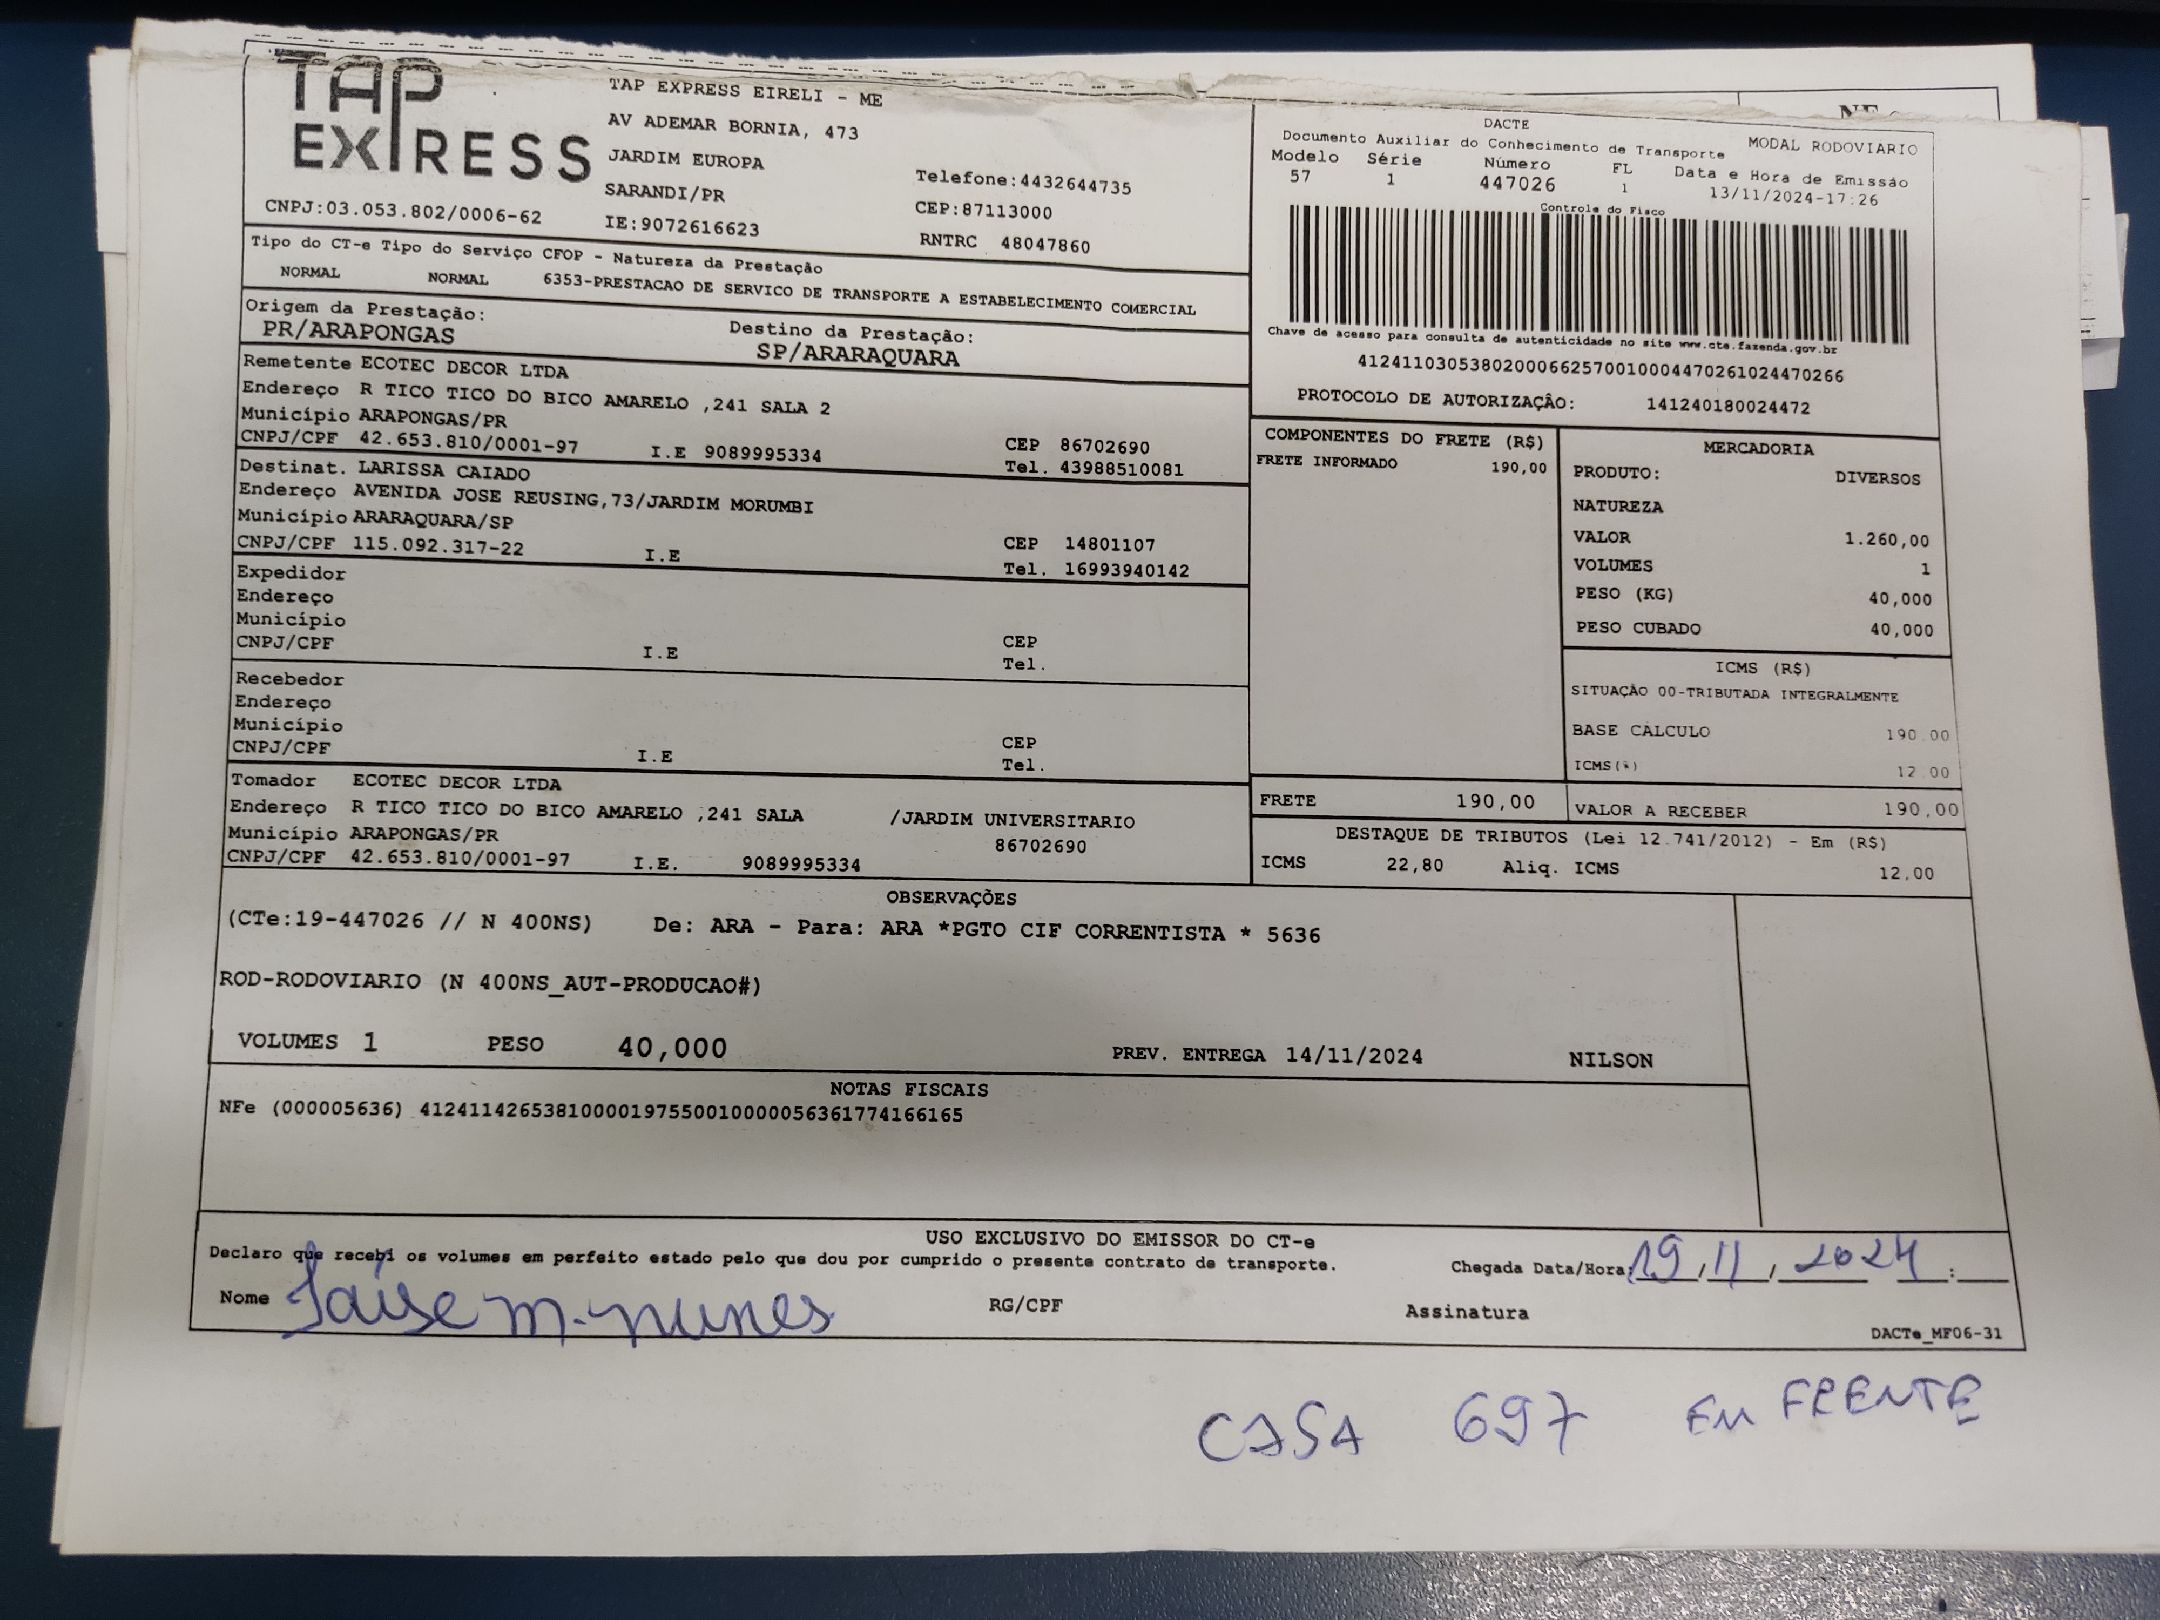 TAP
EXPRESS
CNPJ:03.053.802/0006-62
TAP EXPRESS EIRELI - ME
AV ADEMAR BORNIA, 473
JARDIM EUROPA
SARANDI/PR
IE:9072616623
Telefone:4432644735
CEP:87113000
RNTRC 48047860
DACTE
Documento Auxiliar do Conhecimento de Transporte
MODAL RODOVIARIO
Modelo Série Número FL Data e Hora de Emissão
57 1 447026 1 13/11/2024-17:26
Controle do Fisco
Chave de acesso para consulta de autenticidade no site www.cte.fazenda.gov.br
41241103053802000662570010004470261024470266
PROTOCOLO DE AUTORIZAÇÂO: 141240180024472
Tipo do CT-e Tipo do Serviço CFOP - Natureza da Prestação
NORMAL NORMAL 6353-PRESTACAO DE SERVICO DE TRANSPORTE A ESTABELECIMENTO COMERCIAL
Origem da Prestação: Destino da Prestação:
PR/ARAPONGAS SP/ARARAQUARA
Remetente ECOTEC DECOR LTDA
Endereço R TICO TICO DO BICO AMARELO ,241 SALA 2
Município ARAPONGAS/PR CEP 86702690
CNPJ/CPF 42.653.810/0001-97 I.E 9089995334 Tel. 43988510081
Destinat. LARISSA CAIADO
Endereço AVENIDA JOSE REUSING,73/JARDIM MORUMBI
Município ARARAQUARA/SP CEP 14801107
CNPJ/CPF 115.092.317-22 I.E Tel. 16993940142
Expedidor
Endereço
Município CEP
CNPJ/CPF I.E Tel.
Recebedor
Endereço
Município CEP
CNPJ/CPF I.E Tel.
Tomador ECOTEC DECOR LTDA
Endereço R TICO TICO DO BICO AMARELO ,241 SALA /JARDIM UNIVERSITARIO
Município ARAPONGAS/PR 86702690
CNPJ/CPF 42.653.810/0001-97 I.E. 9089995334
COMPONENTES DO FRETE (R$)
FRETE INFORMADO 190,00
MERCADORIA
PRODUTO: DIVERSOS
NATUREZA
VALOR 1.260,00
VOLUMES 1
PESO (KG) 40,000
PESO CUBADO 40,000
ICMS (R$)
SITUAÇÃO 00-TRIBUTADA INTEGRALMENTE
BASE CÁLCULO 190.00
ICMS(%) 12.00
FRETE 190,00 VALOR A RECEBER 190,00
DESTAQUE DE TRIBUTOS (Lei 12.741/2012) - Em (R$)
ICMS 22,80 Aliq. ICMS 12,00
OBSERVAÇÕES
(CTe:19-447026 // N 400NS) De: ARA - Para: ARA *PGTO CIF CORRENTISTA * 5636
ROD-RODOVIARIO (N 400NS_AUT-PRODUCAO#)
VOLUMES 1 PESO 40,000 PREV. ENTREGA 14/11/2024 NILSON
NOTAS FISCAIS
NFe (000005636) 41241142653810000197550010000056361774166165
USO EXCLUSIVO DO EMISSOR DO CT-e
Declaro que recebi os volumes em perfeito estado pelo que dou por cumprido o presente contrato de transporte. Chegada Data/Hora: 19,11,2024 :
Nome Taise M. nunes RG/CPF Assinatura
DACTe_MF06-31
CASA 697 EM FRENTE